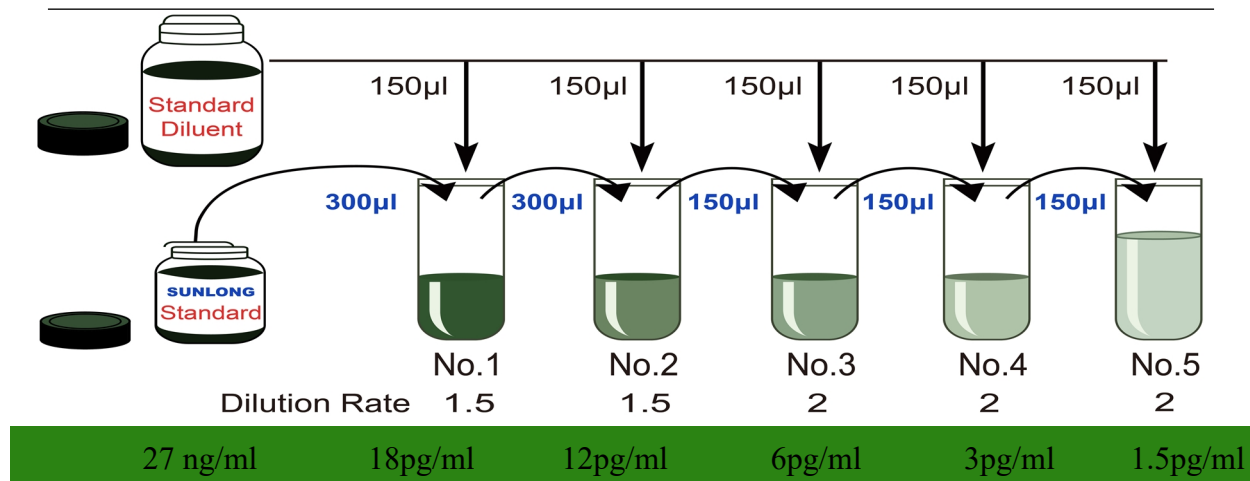 150µl 150µl 150µl 150µl 150µl
Standard
Diluent
300µl 300µl 150µl 150µl 150µl
SUNLONG
Standard
No.1 No.2 No.3 No.4 No.5
Dilution Rate 1.5 1.5 2 2 2
27 ng/ml 18pg/ml 12pg/ml 6pg/ml 3pg/ml 1.5pg/ml